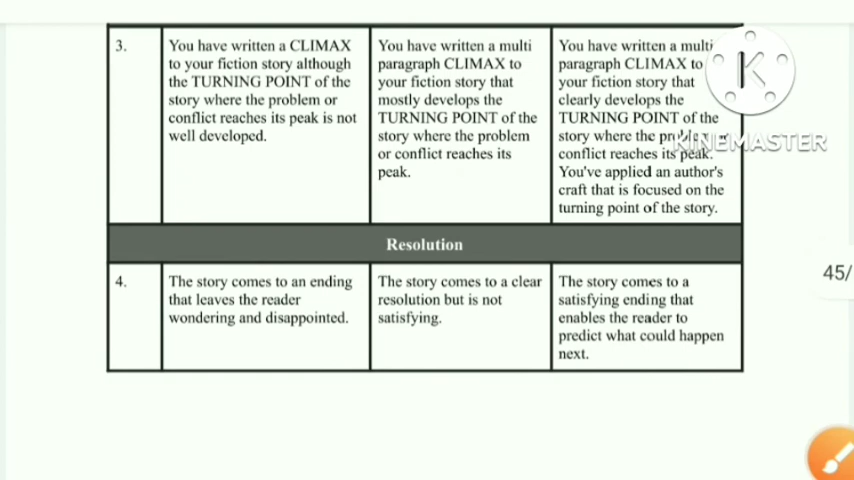 3.
You have written a CLIMAX
to your fiction story although
the TURNING POINT of the
story where the problem or
conflict reaches its peak is not
well developed.
You have written a multi
paragraph CLIMAX to
your fiction story that
mostly develops the
TURNING POINT of the
story where the problem
or conflict reaches its
peak.
You have written a multi
paragraph CLIMAX to
your fiction story that
clearly develops the
TURNING POINT of the
story where the problem or
conflict reaches its peak.
You've applied an author's
craft that is focused on the
turning point of the story.
K
KINEMASTER
Resolution
4.
The story comes to an ending
that leaves the reader
wondering and disappointed.
The story comes to a clear
resolution but is not
satisfying.
The story comes to a
satisfying ending that
enables the reader to
predict what could happen
next.
45/